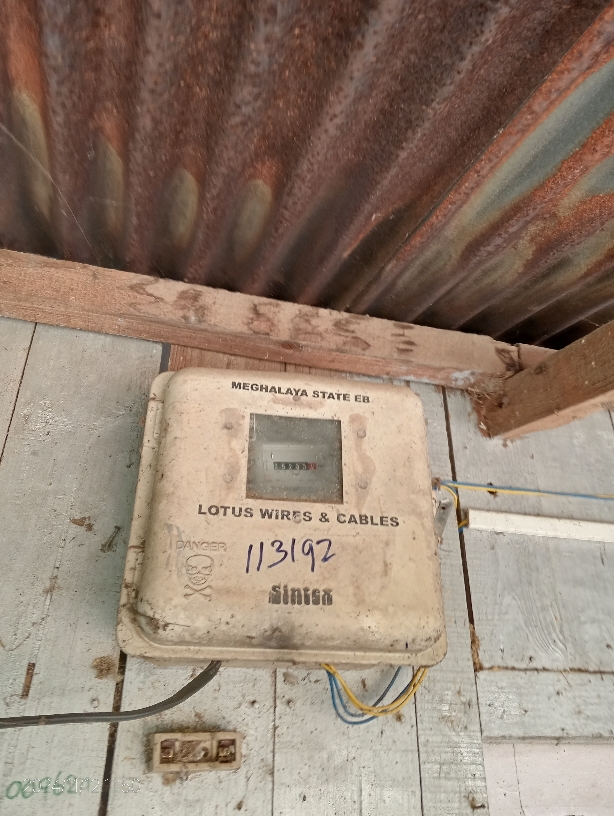 MEGHALAYA STATE EB
LOTUS WIRES & CABLES
DANGER
113192
Sintex